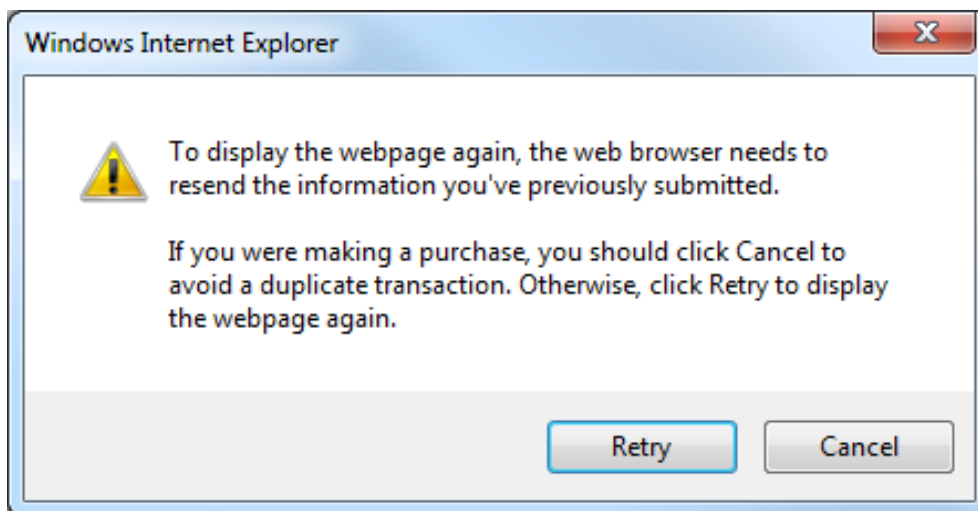 Windows Internet Explorer
To display the webpage again, the web browser needs to
resend the information you've previously submitted.
If you were making a purchase, you should click Cancel to
avoid a duplicate transaction. Otherwise, click Retry to display
the webpage again.
Retry
Cancel